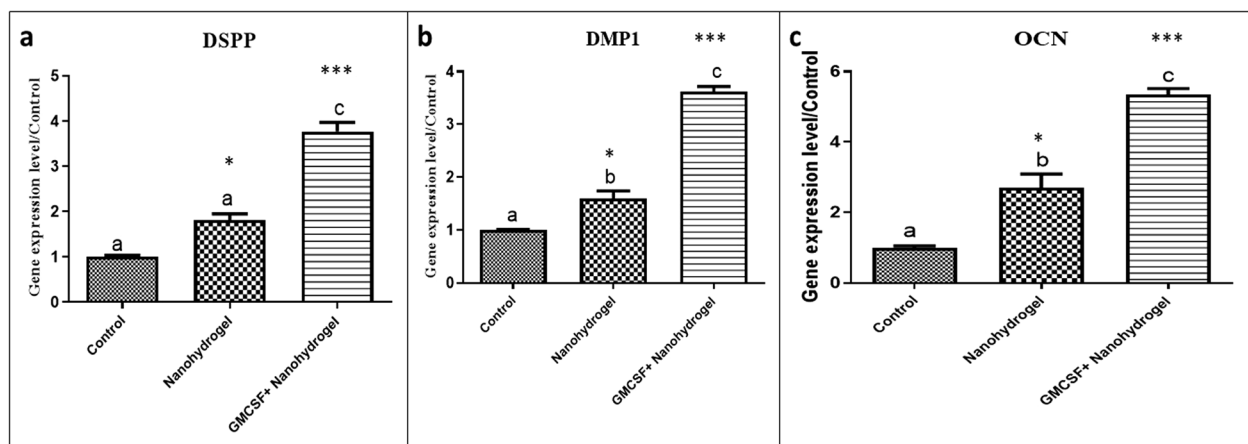 a
DSPP
***
Gene expression level/Control
5
4
3
2
1
0
a
*
a
c
Control
Nanohydrogel
GMCSF+ Nanohydrogel
b
DMP1
***
Gene expression level/Control
4
3
2
1
0
a
*
b
c
Control
Nanohydrogel
GMCSF+ Nanohydrogel
c
OCN
***
Gene expression level/Control
6
4
2
0
a
*
b
c
Control
Nanohydrogel
GMCSF+ Nanohydrogel